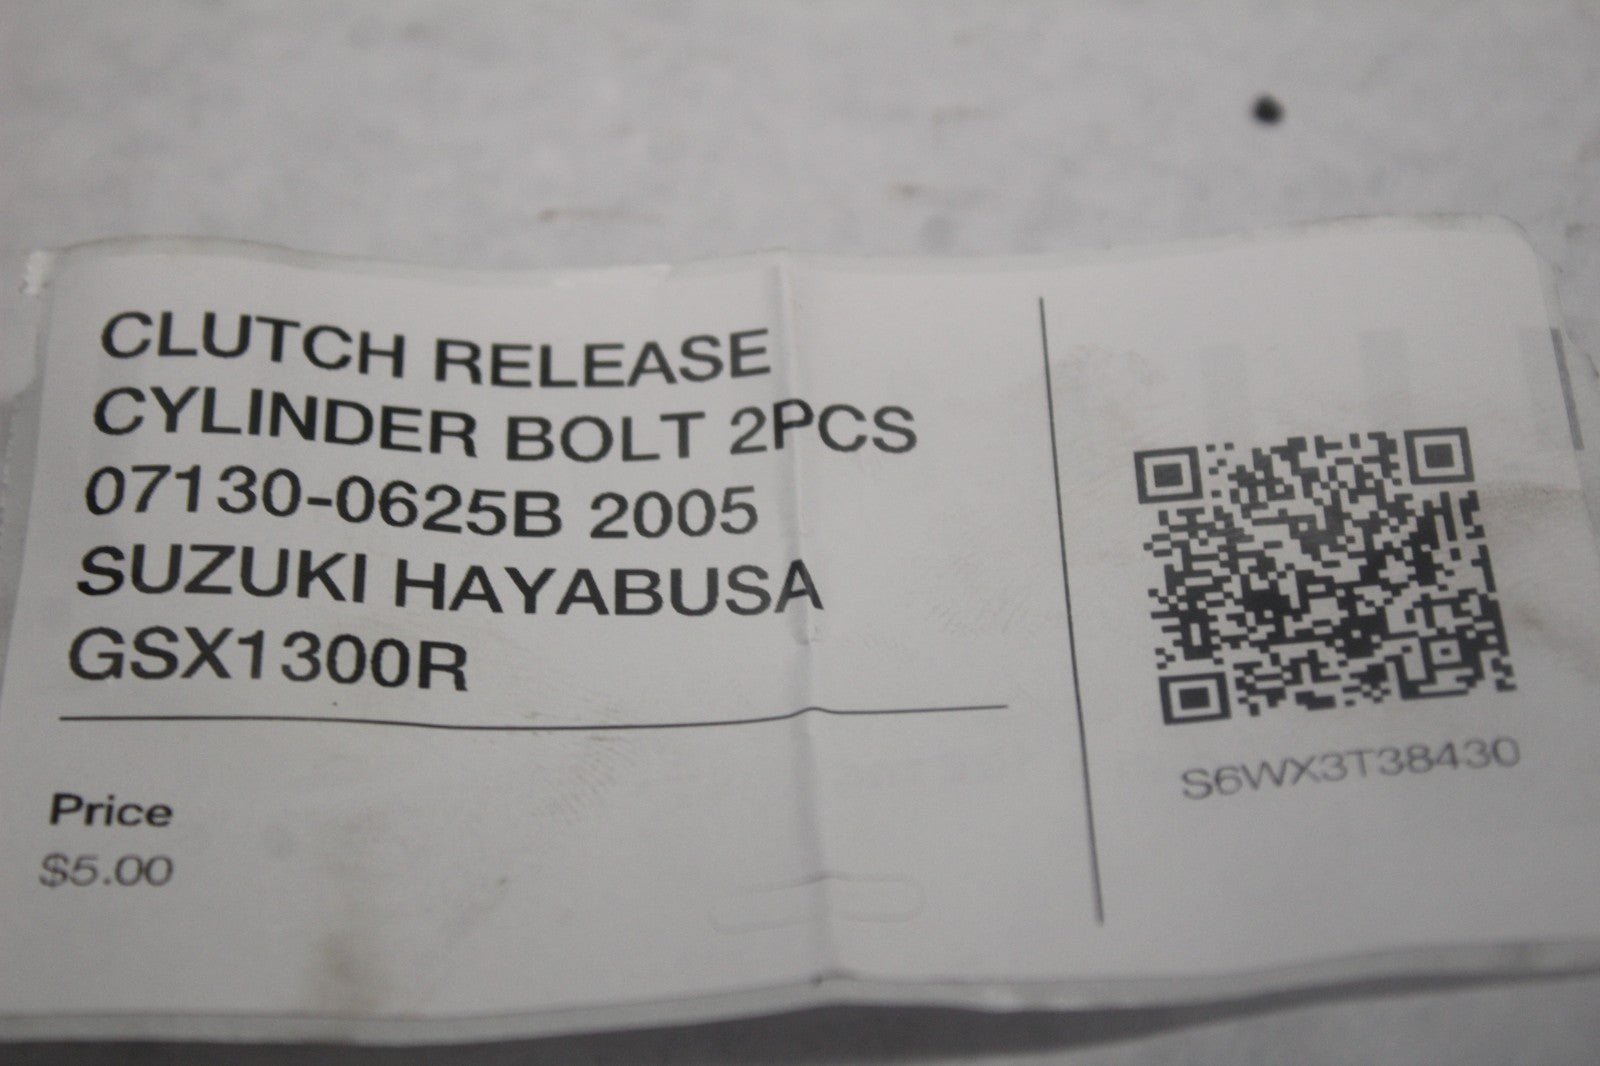 CLUTCH RELEASE
CYLINDER BOLT 2PCS
07130-0625B 2005
SUZUKI HAYABUSA
GSX1300R
Price
$5.00
S6WX3T38430